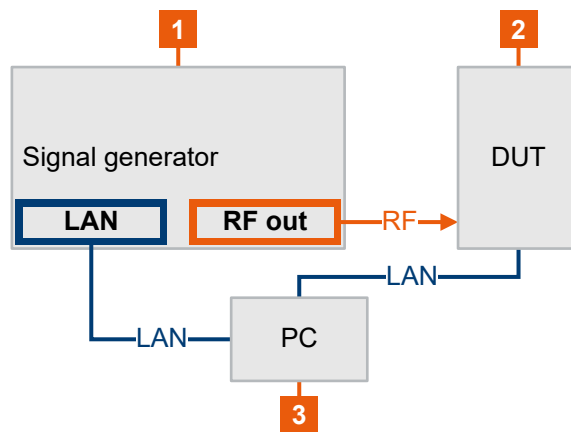 1
2
Signal generator
DUT
LAN
RF out
RF
LAN
LAN
PC
3